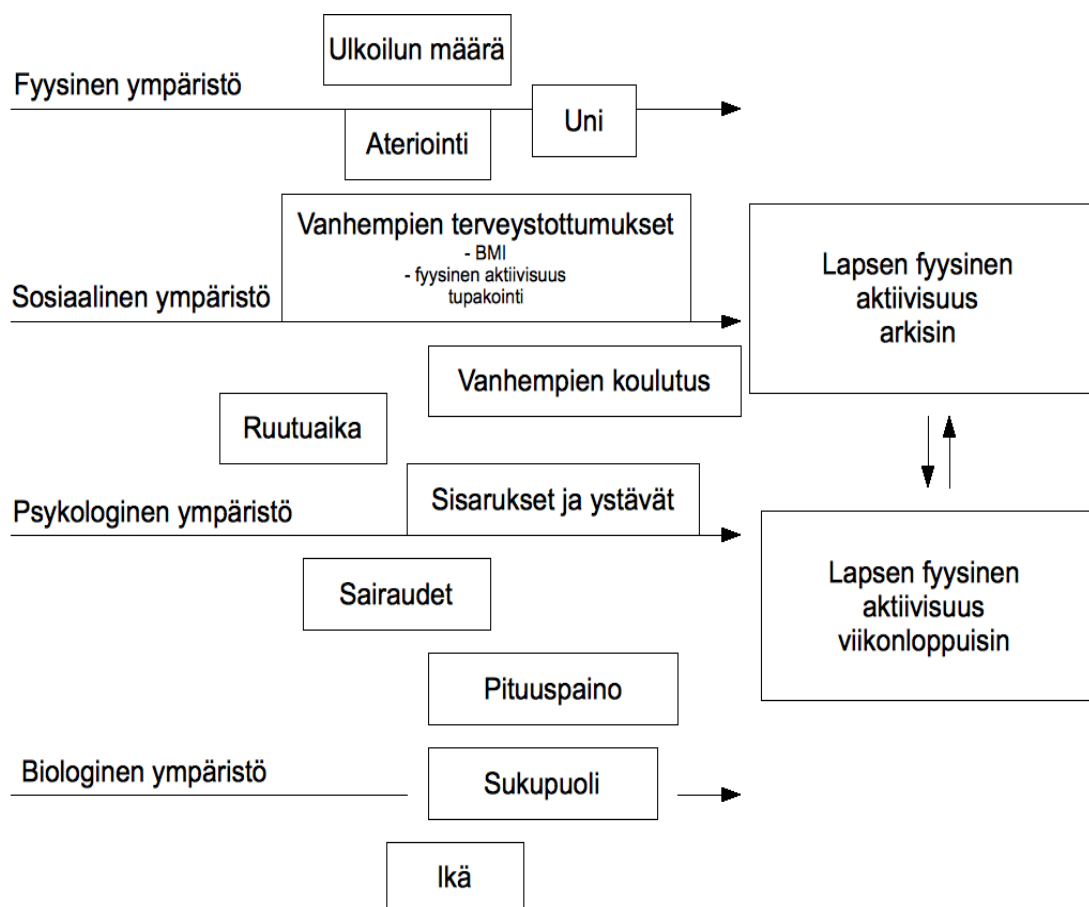 Ulkoilun määrä
Fyysinen ympäristö
Uni
Ateriointi
Vanhempien terveystottumukset
- BMI
- fyysinen aktiivisuus
tupakointi
Sosiaalinen ympäristö
Lapsen fyysinen
aktiivisuus
arkisin
Vanhempien koulutus
Ruutuaika
Sisarukset ja ystävät
Psykologinen ympäristö
Sairaudet
Lapsen fyysinen
aktiivisuus
viikonloppuisin
Pituuspaino
Biologinen ympäristö
Sukupuoli
Ikä